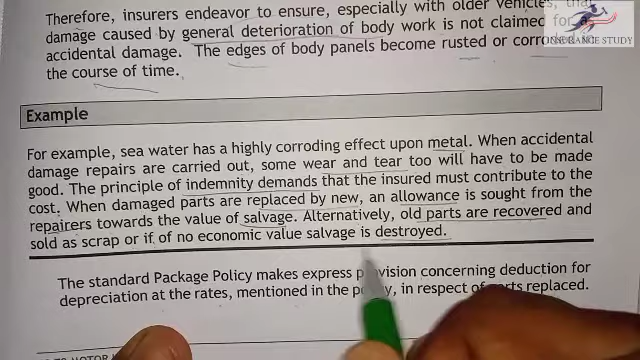 Therefore, insurers endeavor to ensure, especially with older vehicles, that
damage caused by general deterioration of body work is not claimed for
accidental damage. The edges of body panels become rusted or
the course of time.
INSURANCE STUDY
Example
For example, sea water has a highly corroding effect upon metal. When accidental
damage repairs are carried out, some wear and tear too will have to be made
good. The principle of indemnity demands that the insured must contribute to the
cost. When damaged parts are replaced by new, an allowance is sought from the
repairers towards the value of salvage. Alternatively, old parts are recovered and
sold as scrap or if of no economic value salvage is destroyed.
The standard Package Policy makes express provision concerning deduction for
depreciation at the rates, mentioned in the policy, in respect of parts replaced.
MOTOR